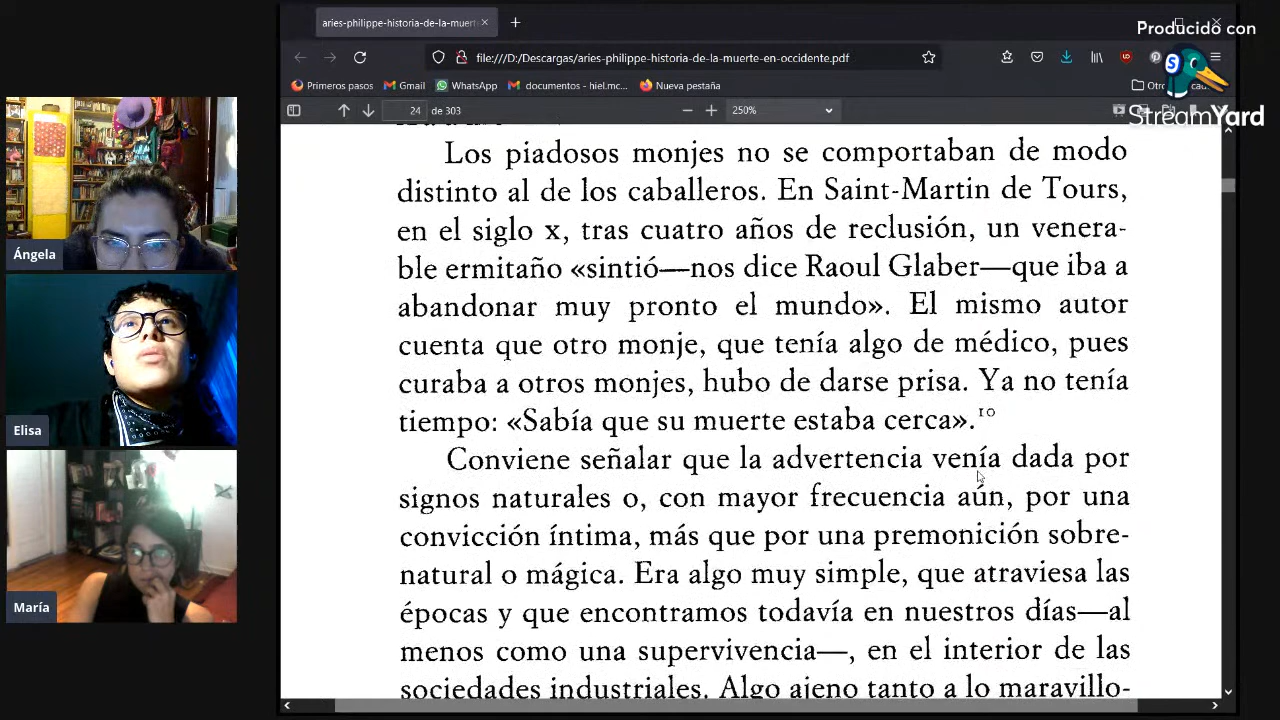 aries-philippe-historia-de-la-muerte
Producido con
file:///D:/Descargas/aries-philippe-historia-de-la-muerte-en-occidente.pdf
Primeros pasos
Gmail
WhatsApp
documentos - hiel.mc...
Nueva pestaña
24 de 303
250%
S
StreamYard
Los piadosos monjes no se comportaban de modo
distinto al de los caballeros. En Saint-Martin de Tours,
en el siglo x, tras cuatro años de reclusión, un venera-
ble ermitaño «sintió—nos dice Raoul Glaber—que iba a
abandonar muy pronto el mundo». El mismo autor
cuenta que otro monje, que tenía algo de médico, pues
curaba a otros monjes, hubo de darse prisa. Ya no tenía
tiempo: «Sabía que su muerte estaba cerca».10
Conviene señalar que la advertencia venía dada por
signos naturales o, con mayor frecuencia aún, por una
convicción íntima, más que por una premonición sobre-
natural o mágica. Era algo muy simple, que atraviesa las
épocas y que encontramos todavía en nuestros días—al
menos como una supervivencia—, en el interior de las
sociedades industriales. Algo ajeno tanto a lo maravillo-
Ángela
Elisa
María